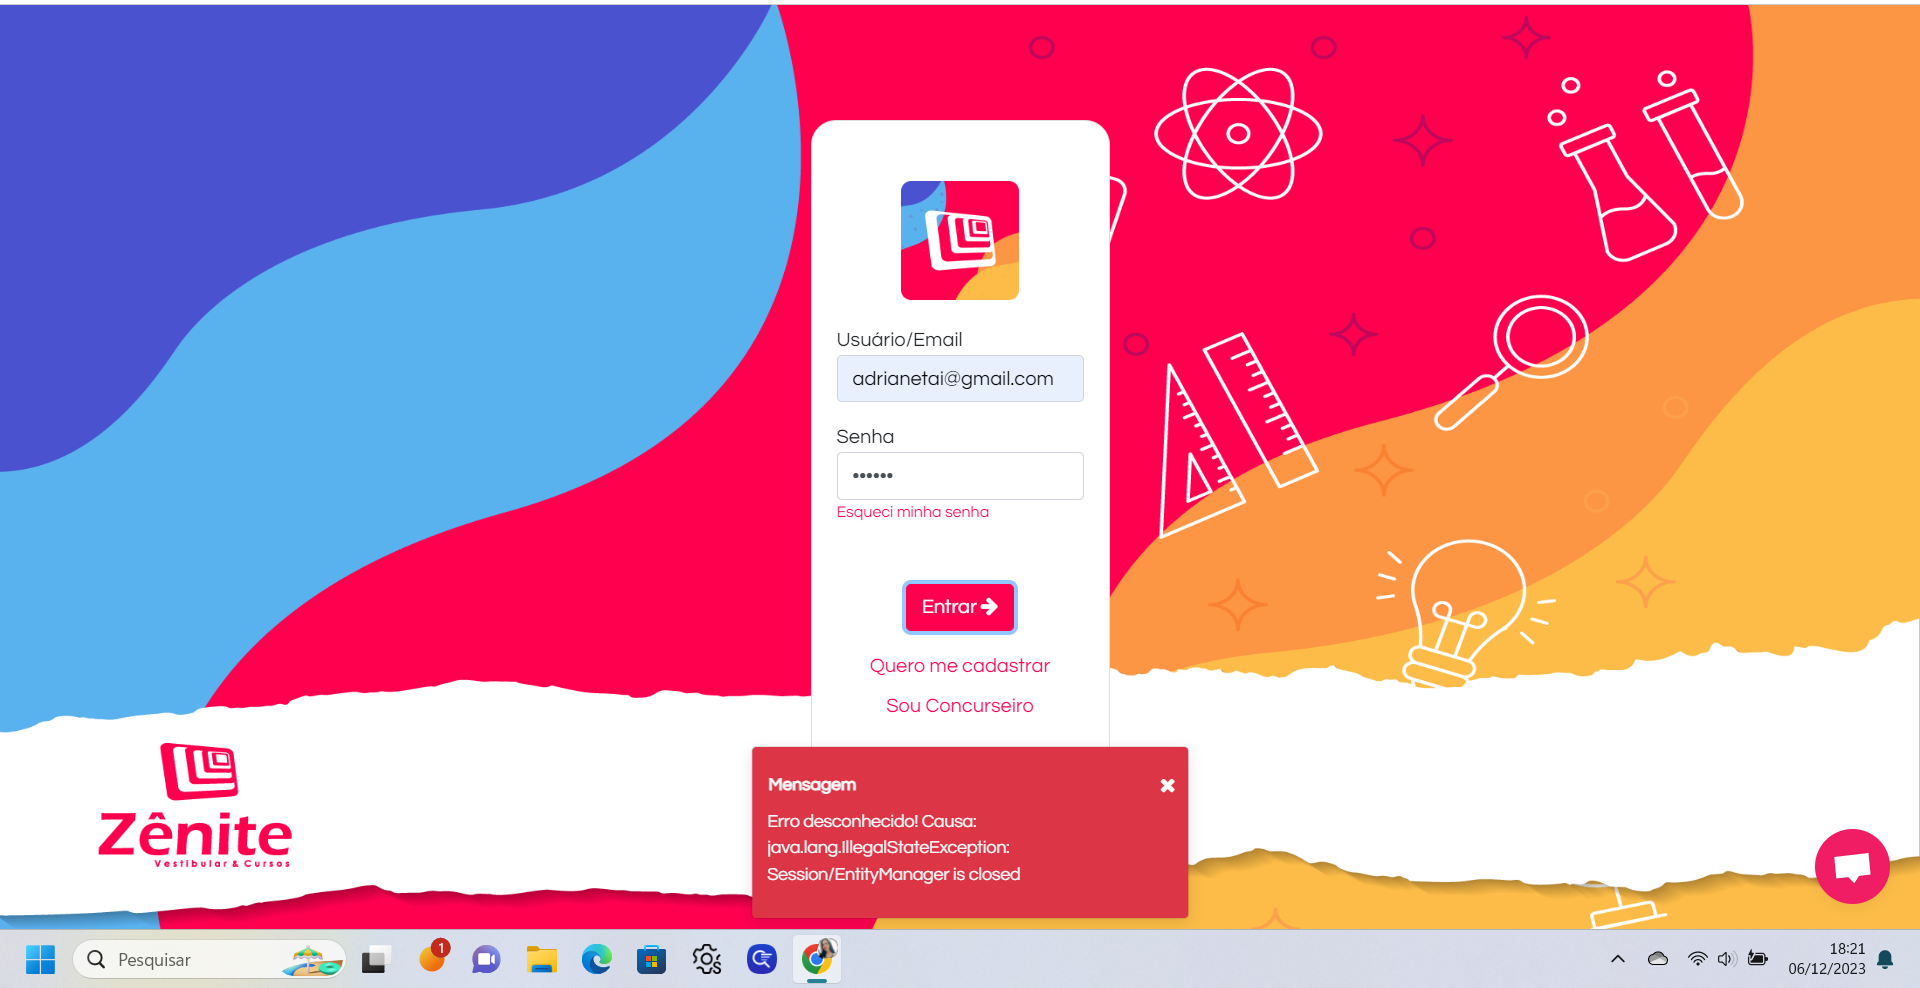 Usuário/Email
adrianetai@gmail.com
Senha
••••••
Esqueci minha senha
Entrar
Quero me cadastrar
Sou Concurseiro
Zênite
Vestibular & Cursos
Mensagem
Erro desconhecido! Causa:
java.lang.IllegalStateException:
Session/EntityManager is closed
Pesquisar
1
18:21
06/12/2023